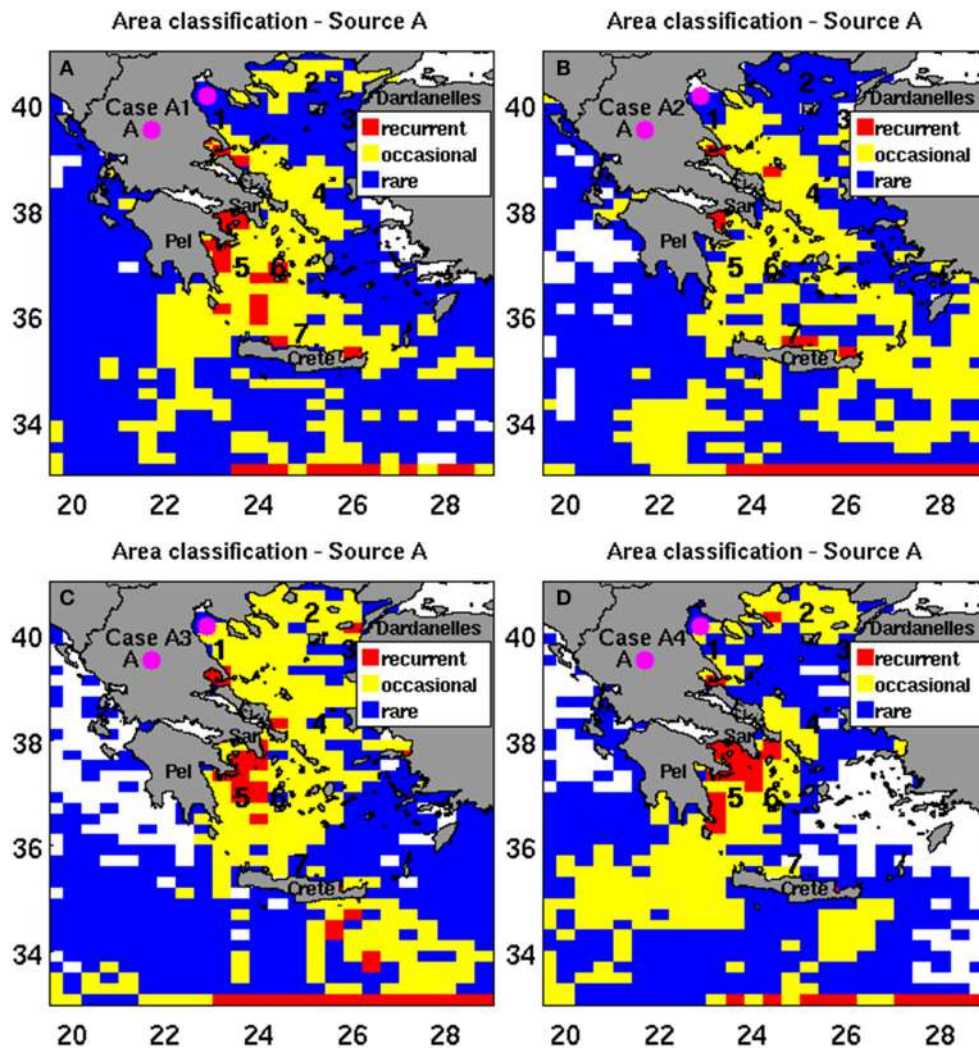 Area classification - Source A
Area classification - Source A
A
2
40
Case A1
1
Dardanelles
3
A
recurrent
occasional
rare
4
38
Sar
Pel
5
6
36
7
Crete
34
20 22 24 26 28
B
2
40
Case A2
1
Dardanelles
3
A
recurrent
occasional
rare
4
38
Sar
Pel
5
6
36
7
Crete
34
20 22 24 26 28
Area classification - Source A
Area classification - Source A
C
2
40
Case A3
1
Dardanelles
3
A
recurrent
occasional
rare
4
38
Sar
Pel
5
6
36
7
Crete
34
20 22 24 26 28
D
2
40
Case A4
1
Dardanelles
3
A
recurrent
occasional
rare
4
38
Sar
Pel
5
6
36
7
Crete
34
20 22 24 26 28